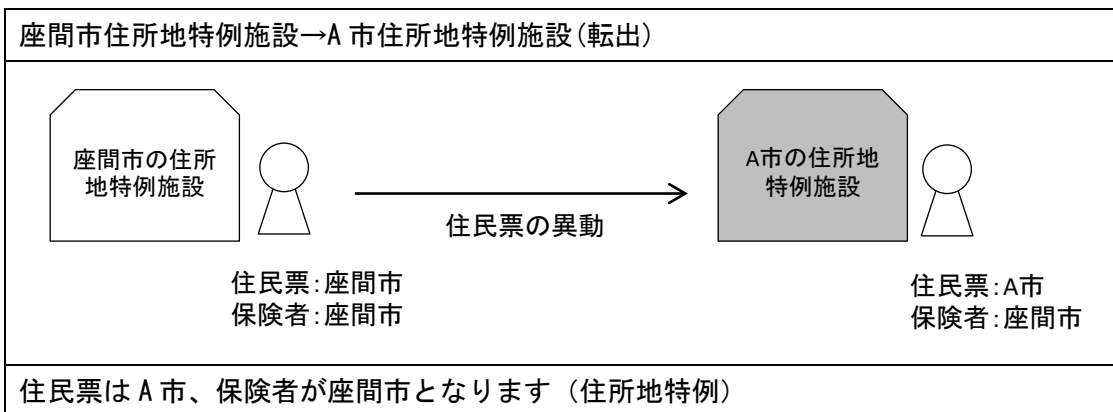 座間市住所地特例施設→A市住所地特例施設(転出)
座間市の住所
地特例施設
A市の住所地
特例施設
住民票の異動
住民票:座間市
保険者:座間市
住民票:A市
保険者:座間市
住民票はA市、保険者が座間市となります（住所地特例）